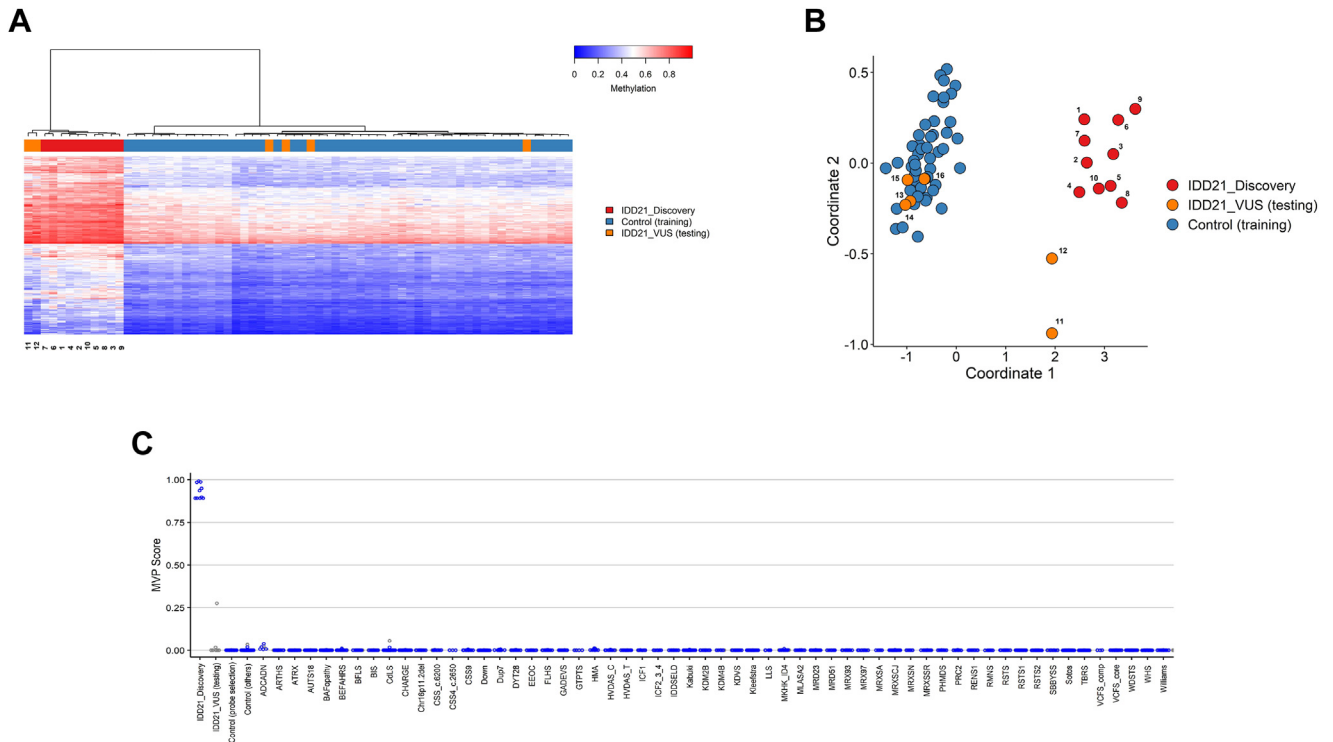 A
0 0.2 0.4 0.6 0.8
Methylation
IDD21_Discovery
Control (training)
IDD21_VUS (testing)
11 12 7 6 1 4 2 10 5 8 3 9
B
0.5
0.0
-0.5
-1.0
Coordinate 2
-1 0 1 2 3
Coordinate 1
1
9
6
7
3
2
10
5
4
8
15
16
13
14
12
11
IDD21_Discovery
IDD21_VUS (testing)
Control (training)
C
1.00
0.75
0.50
0.25
0.00
MVP Score
IDD21_Discovery
IDD21_VUS (testing)
Control (probe selection)
Control (others)
ADCADN
ARTHS
ATRX
AUTS18
BAFopathy
BEFAHRS
BFLS
BIS
CdLS
CHARGE
Chr16p11.2del
CSS_c.6200
CSS4_c.2650
CSS9
Down
Dup7
DYT28
EEOC
FLHS
GADEVS
GTPTS
HMA
HVDAS_C
HVDAS_T
ICF1
ICF2_3_4
IDDSELD
Kabuki
KDM2B
KDM4B
KDVS
Kleefstra
LLS
MKHK_ID4
MLASA2
MRD23
MRD51
MRX93
MRX97
MRXSA
MRXSCJ
MRXSN
MRXSSR
PHMDS
PRC2
RENS1
RMNS
RSTS
RSTS1
RSTS2
SBBYSS
Sotos
TBRS
VCFS_comp
VCFS_core
WDSTS
WHS
Williams